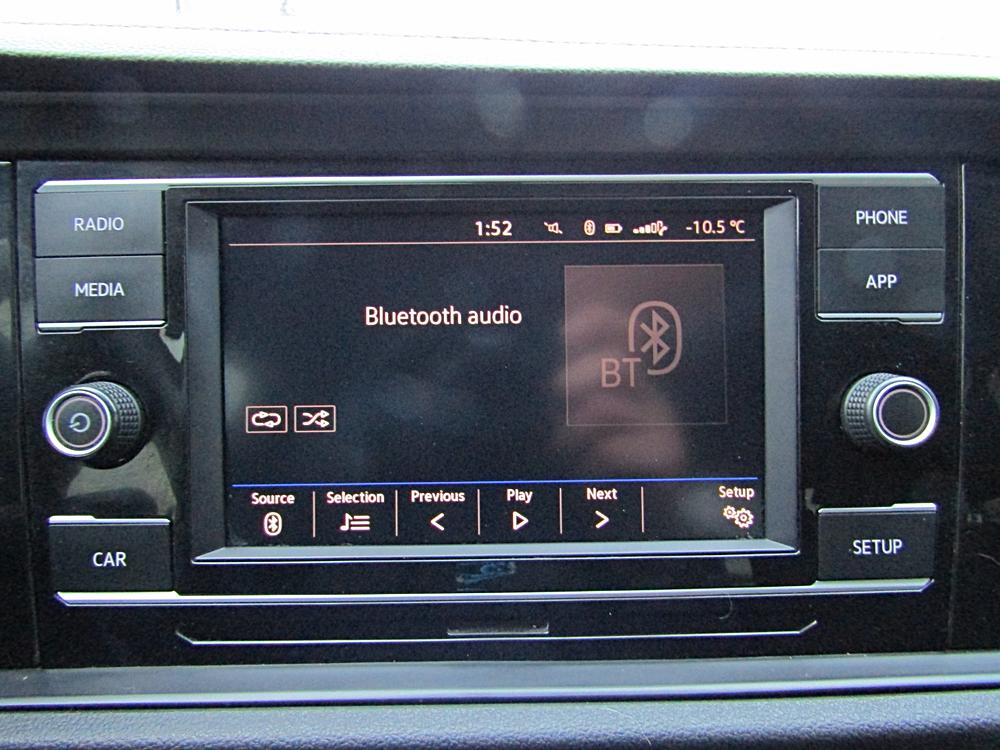 RADIO
MEDIA
CAR
1:52
-10.5 °C
Bluetooth audio
BT
Source
Selection
Previous
Play
Next
Setup
PHONE
APP
SETUP